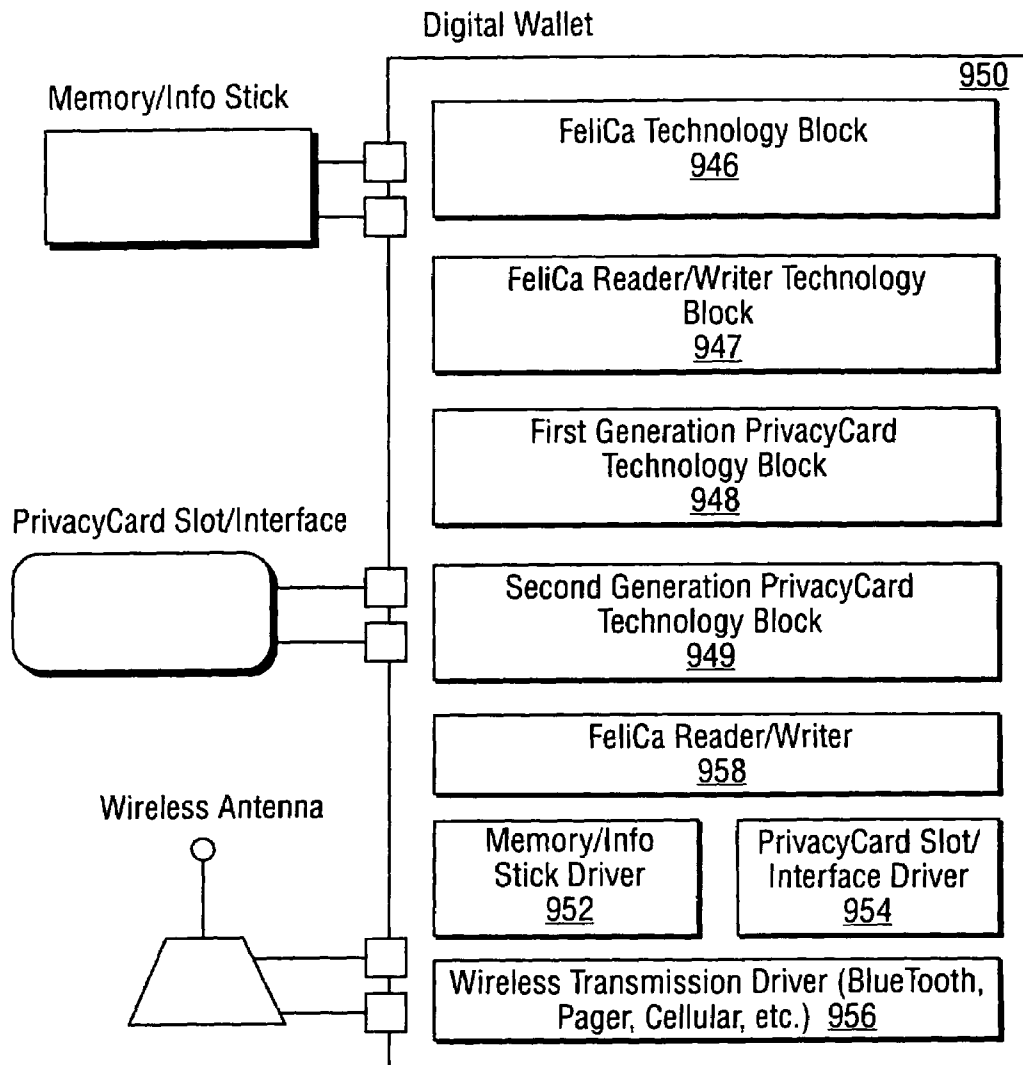 Digital Wallet
950
Memory/Info Stick
FeliCa Technology Block
946
FeliCa Reader/Writer Technology
Block
947
First Generation PrivacyCard
Technology Block
948
PrivacyCard Slot/Interface
Second Generation PrivacyCard
Technology Block
949
FeliCa Reader/Writer
958
Wireless Antenna
Memory/Info
Stick Driver
952
PrivacyCard Slot/
Interface Driver
954
Wireless Transmission Driver (BlueTooth,
Pager, Cellular, etc.) 956